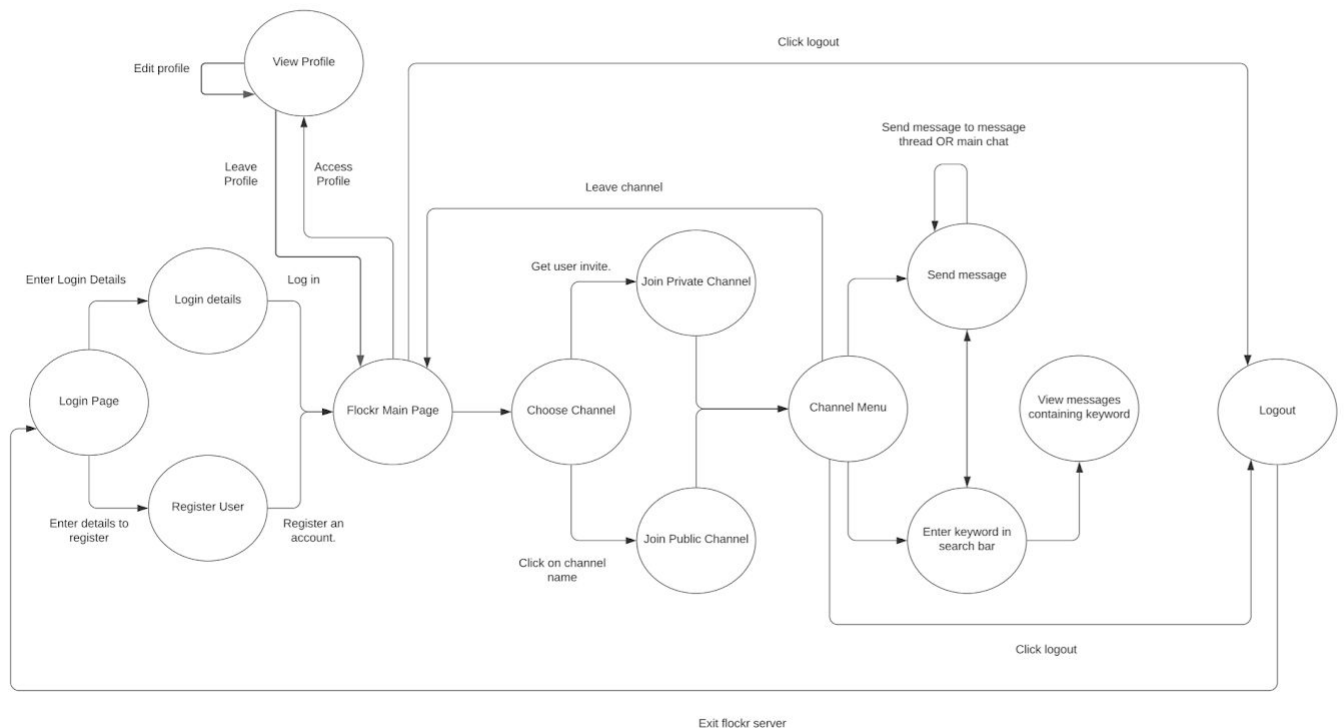 Click logout
View Profile
Edit profile
Send message to message
thread OR main chat
Leave
Profile
Access
Profile
Leave channel
Enter Login Details
Login details
Log in
Get user invite.
Join Private Channel
Send message
Login Page
Flockr Main Page
Choose Channel
Channel Menu
View messages
containing keyword
Logout
Register User
Enter details to
register
Register an
account.
Join Public Channel
Click on channel
name
Enter keyword in
search bar
Click logout
Exit flockr server